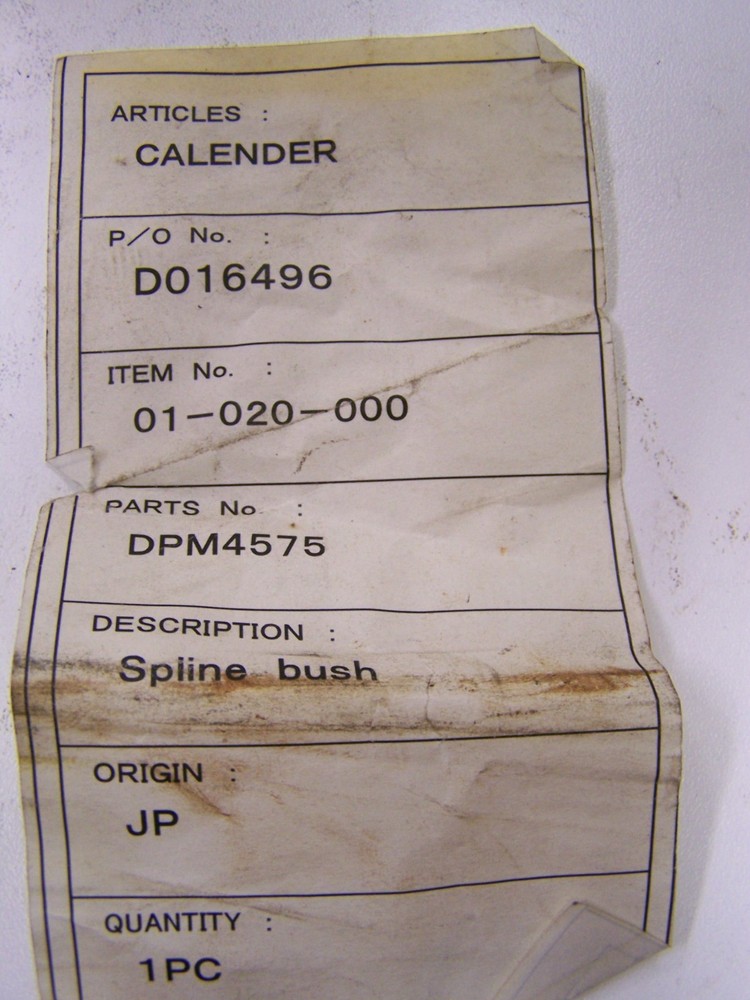 ARTICLES :
CALENDER
P/O No. :
D016496
ITEM No. :
01-020-000
PARTS No. :
DPM4575
DESCRIPTION :
Spline bush
ORIGIN :
JP
QUANTITY :
1PC